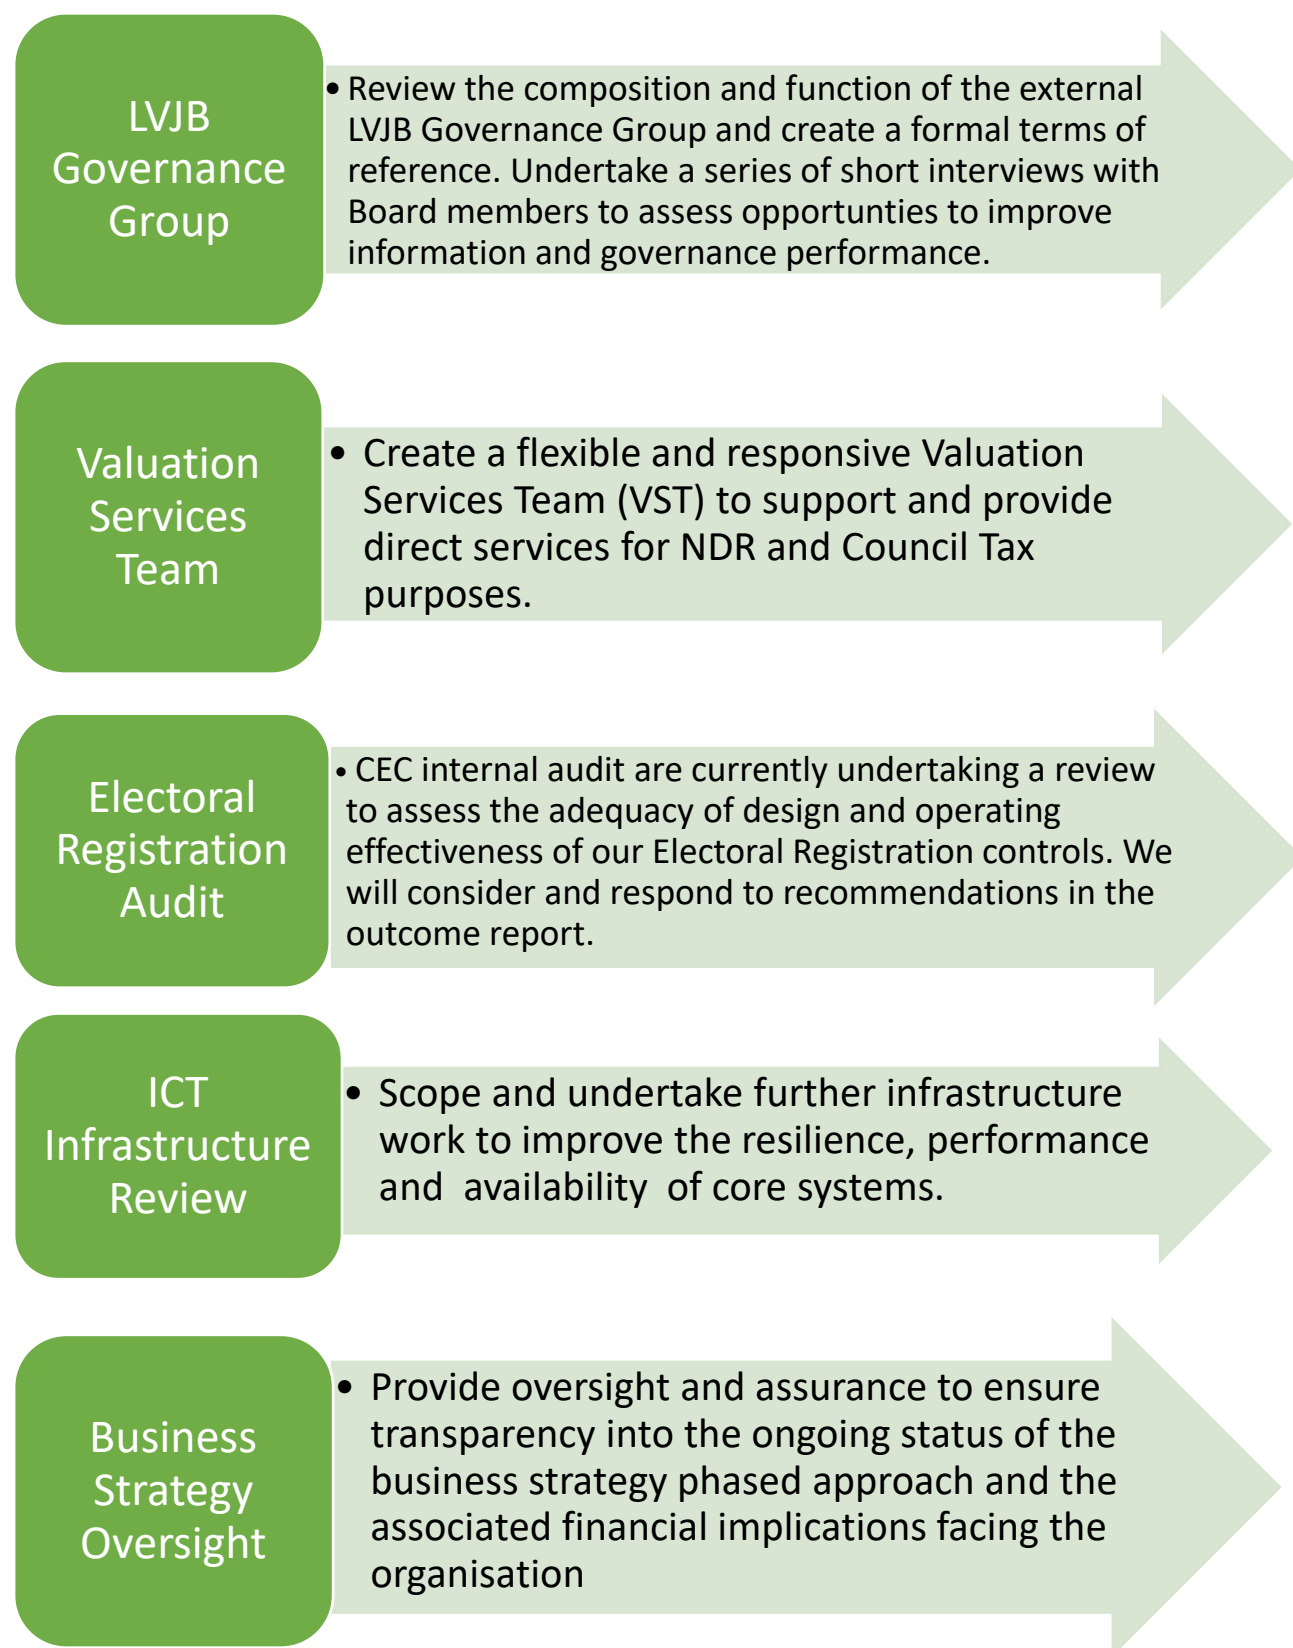 LVJB
Governance
Group
• Review the composition and function of the external
LVJB Governance Group and create a formal terms of
reference. Undertake a series of short interviews with
Board members to assess opportunties to improve
information and governance performance.
Valuation
Services
Team
• Create a flexible and responsive Valuation
Services Team (VST) to support and provide
direct services for NDR and Council Tax
purposes.
Electoral
Registration
Audit
• CEC internal audit are currently undertaking a review
to assess the adequacy of design and operating
effectiveness of our Electoral Registration controls. We
will consider and respond to recommendations in the
outcome report.
ICT
Infrastructure
Review
• Scope and undertake further infrastructure
work to improve the resilience, performance
and  availability  of core systems.
Business
Strategy
Oversight
• Provide oversight and assurance to ensure
transparency into the ongoing status of the
business strategy phased approach and the
associated financial implications facing the
organisation